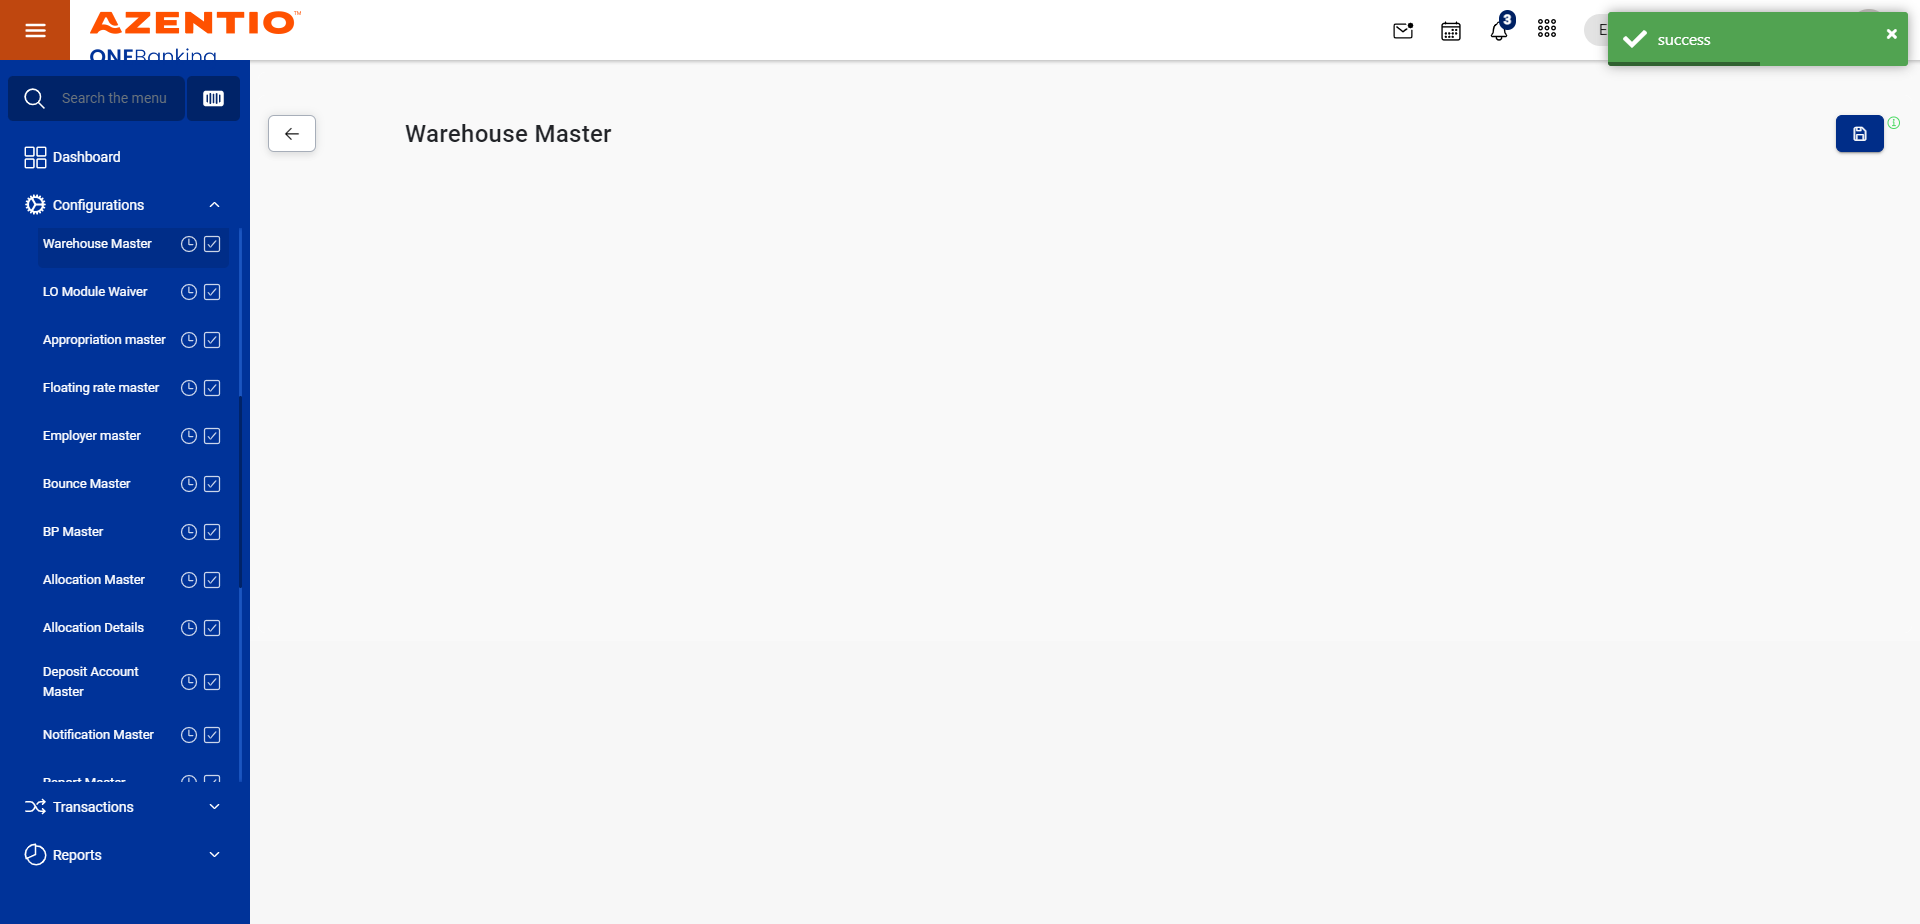 AZENTIO™
ONEBanking
3
E
success
Search the menu
Warehouse Master
Dashboard
Configurations
Warehouse Master
LO Module Waiver
Appropriation master
Floating rate master
Employer master
Bounce Master
BP Master
Allocation Master
Allocation Details
Deposit Account
Master
Notification Master
Report Master
Transactions
Reports